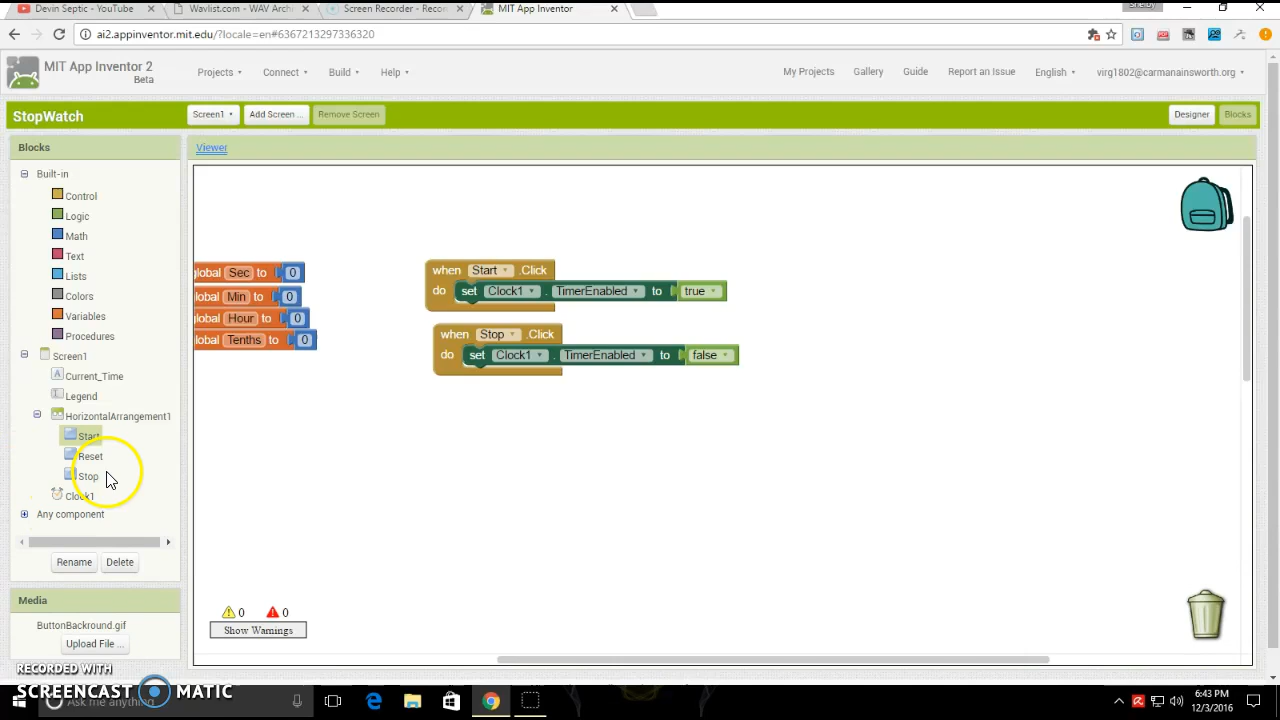 Devin Septic - YouTube
Wavlist.com - WAV Arch
Screen Recorder - Recor
MIT App Inventor
Shelby
ai2.appinventor.mit.edu/?locale=en#6367213297336320
MIT App Inventor 2
Beta
Projects
Connect
Build
Help
My Projects
Gallery
Guide
Report an Issue
English
virg1802@carmanainsworth.org
StopWatch
Screen1
Add Screen ...
Remove Screen
Designer
Blocks
Blocks
Viewer
Built-in
Control
Logic
Math
Text
Lists
Colors
Variables
Procedures
Screen1
Current_Time
Legend
HorizontalArrangement1
Start
Reset
Stop
Clock1
Any component
Rename
Delete
Media
ButtonBackround.gif
Upload File ...
global Sec to 0
global Min to 0
global Hour to 0
global Tenths to 0
when Start .Click
do set Clock1 . TimerEnabled to true
when Stop .Click
do set Clock1 . TimerEnabled to false
0 0
Show Warnings
RECORDED WITH
SCREENCAST MATIC
Ask me anything
6:43 PM
12/3/2016